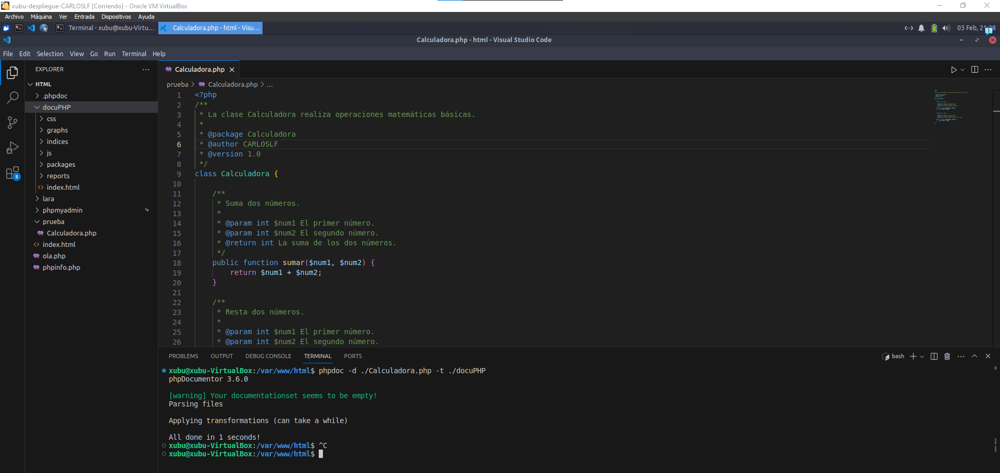 xubu-despliegue-CARLOSLF [Corriendo] - Oracle VM VirtualBox
Archivo Máquina Ver Entrada Dispositivos Ayuda
Terminal - xubu@xubu-Virtu... Calculadora.php - html - Visu... 03 Feb, 21:
Calculadora.php - html - Visual Studio Code
File Edit Selection View Go Run Terminal Help
EXPLORER
HTML
.phpdoc
docuPHP
css
graphs
indices
js
packages
reports
index.html
lara
phpmyadmin
prueba
Calculadora.php
index.html
ola.php
phpinfo.php
5
Calculadora.php
prueba > Calculadora.php > ...
1 <?php
2 /**
3 * La clase Calculadora realiza operaciones matemáticas básicas.
4 *
5 * @package Calculadora
6 * @author CARLOSLF
7 * @version 1.0
8 */
9 class Calculadora {
10
11 /**
12 * Suma dos números.
13 *
14 * @param int $num1 El primer número.
15 * @param int $num2 El segundo número.
16 * @return int La suma de los dos números.
17 */
18 public function sumar($num1, $num2) {
19 return $num1 + $num2;
20 }
21
22 /**
23 * Resta dos números.
24 *
25 * @param int $num1 El primer número.
26 * @param int $num2 El segundo número.
PROBLEMS OUTPUT DEBUG CONSOLE TERMINAL PORTS bash
xubu@xubu-VirtualBox:/var/www/html$ phpdoc -d ./Calculadora.php -t ./docuPHP
phpDocumentor 3.6.0
[warning] Your documentationset seems to be empty!
Parsing files
Applying transformations (can take a while)
All done in 1 seconds!
xubu@xubu-VirtualBox:/var/www/html$ ^C
xubu@xubu-VirtualBox:/var/www/html$